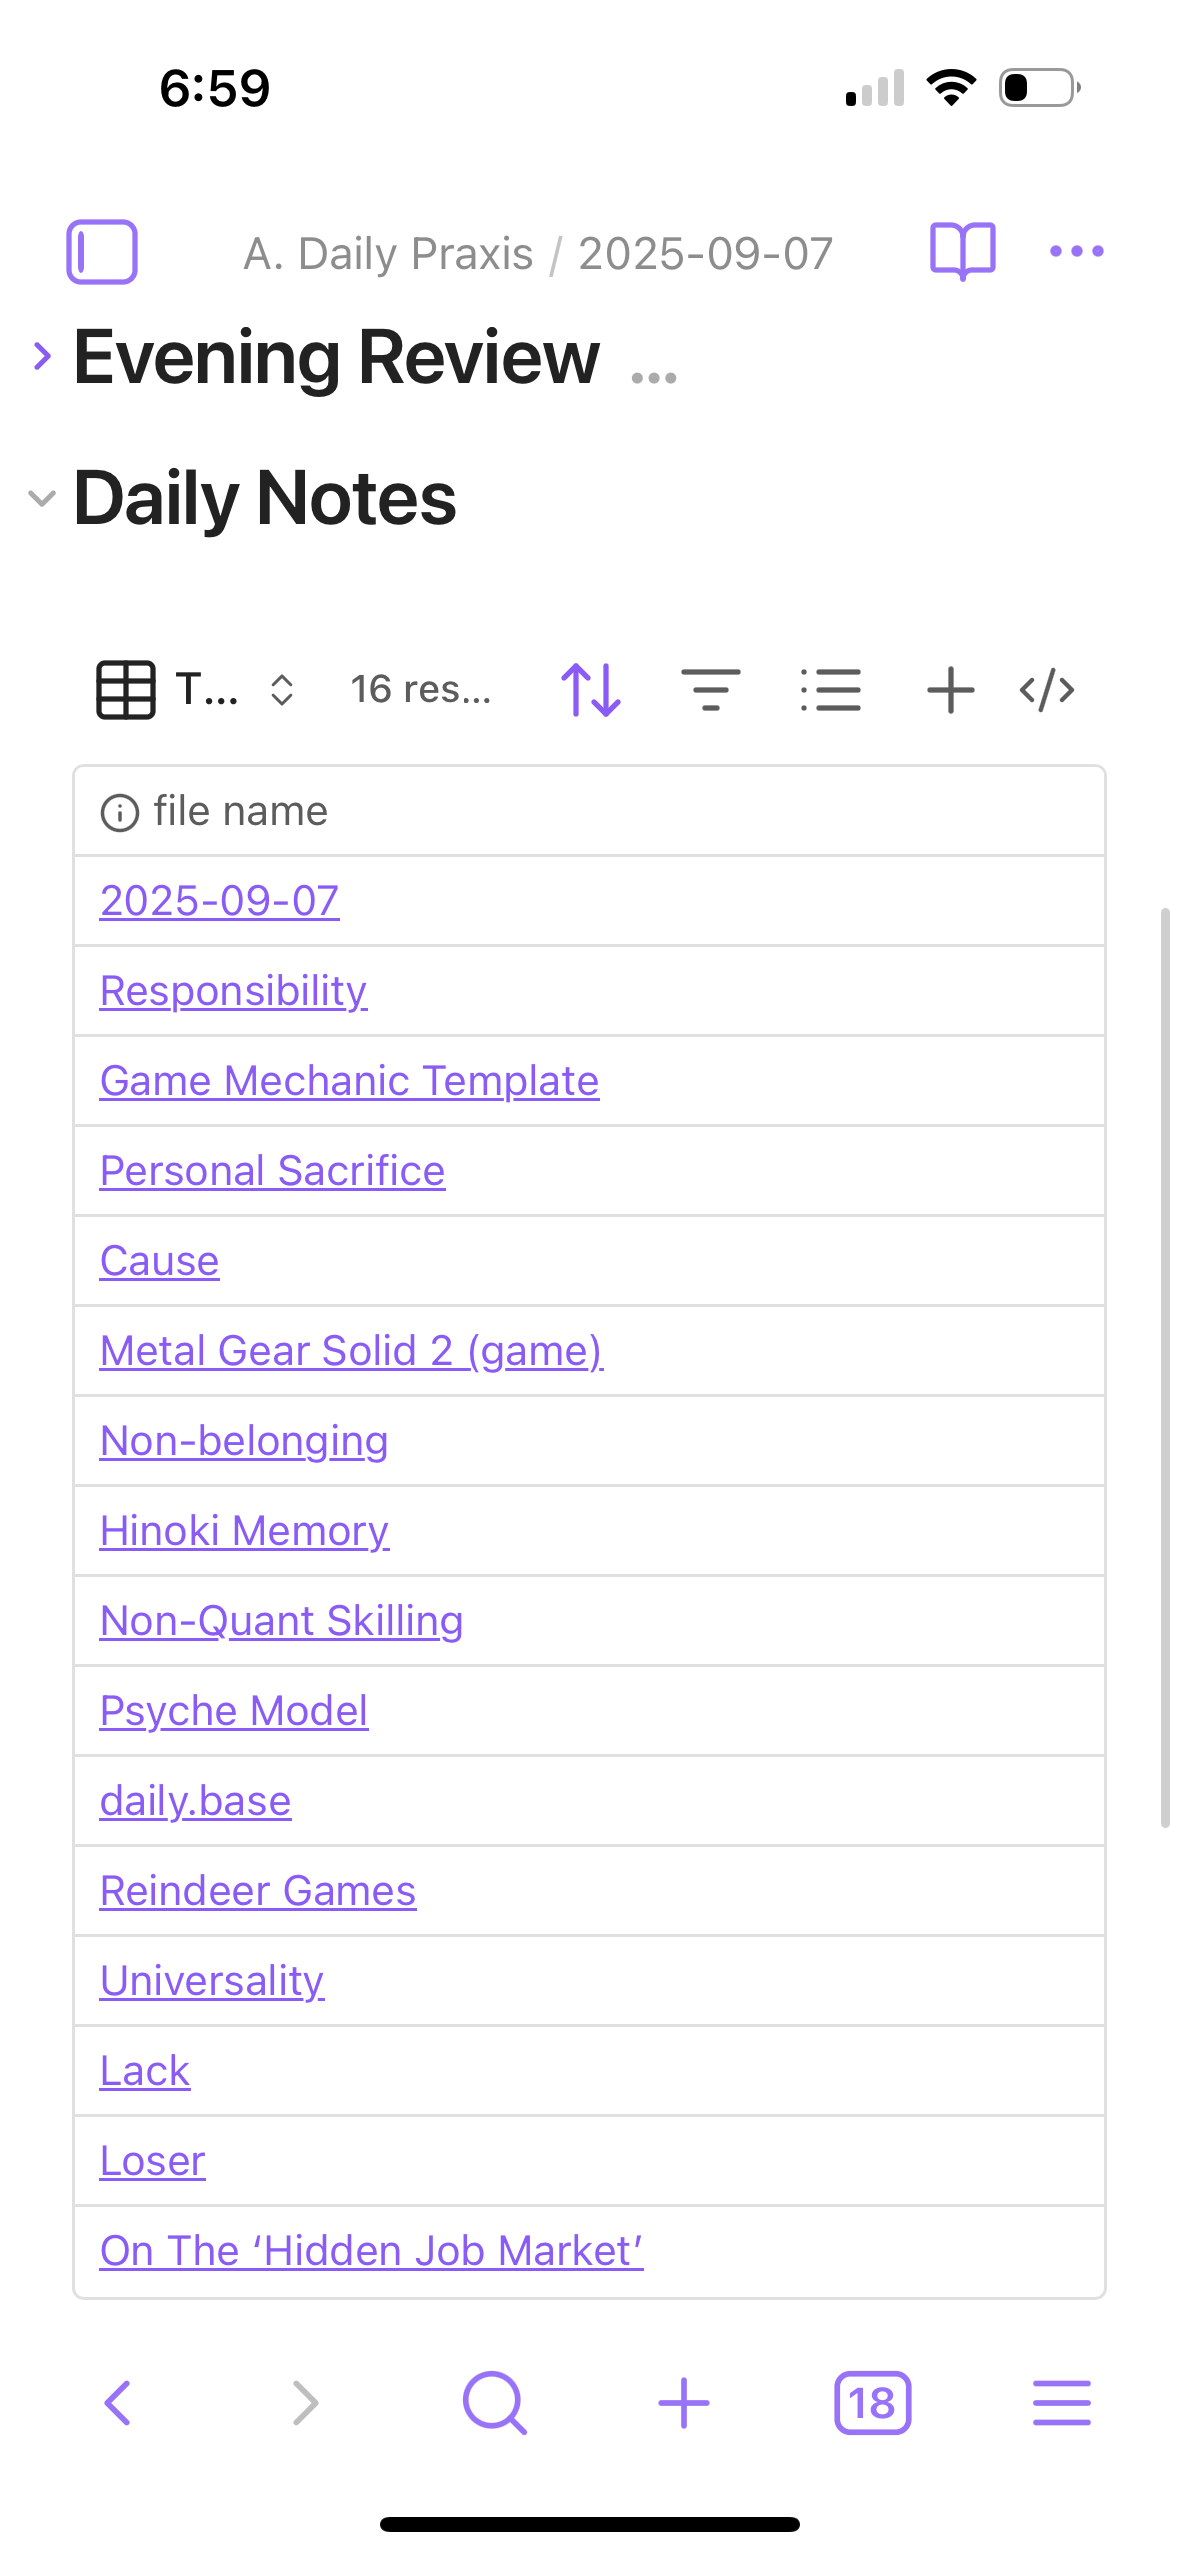 6:59
A. Daily Praxis / 2025-09-07
Evening Review ...
Daily Notes
T... 16 res...
file name
2025-09-07
Responsibility
Game Mechanic Template
Personal Sacrifice
Cause
Metal Gear Solid 2 (game)
Non-belonging
Hinoki Memory
Non-Quant Skilling
Psyche Model
daily.base
Reindeer Games
Universality
Lack
Loser
On The ‘Hidden Job Market’
18